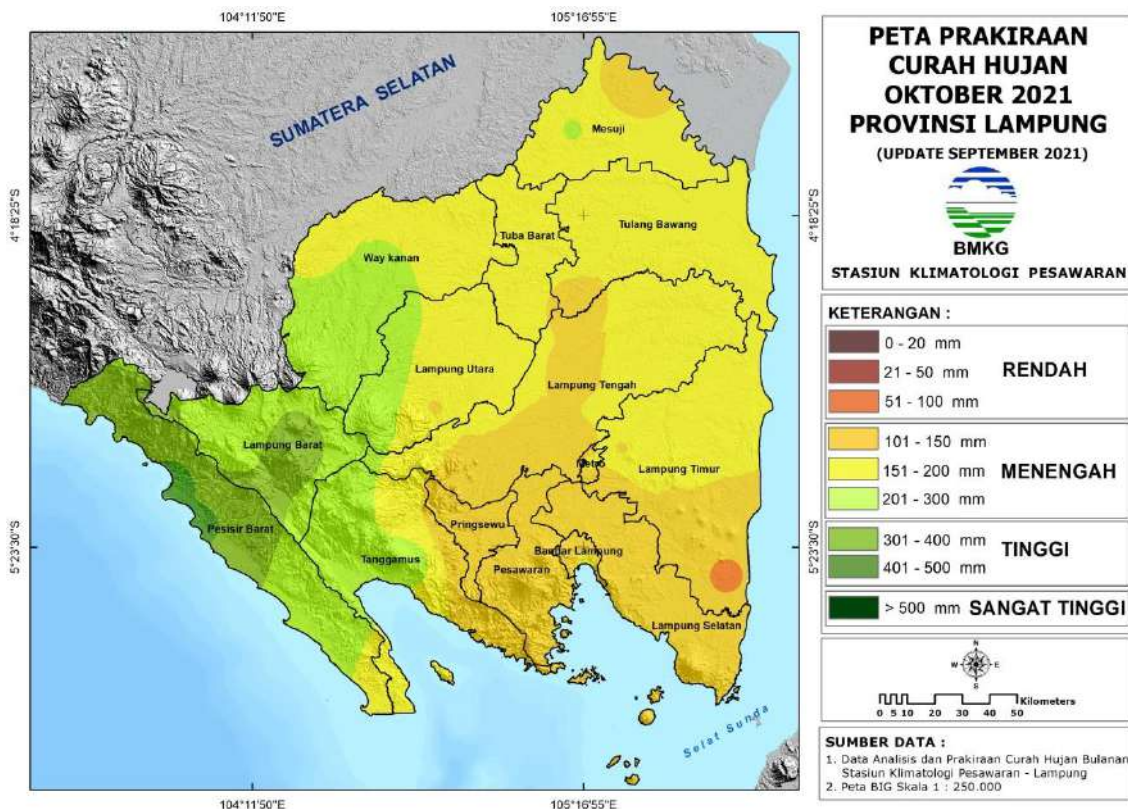 104°11'50"E
105°16'55"E
4°18'25"S
4°18'25"S
5°23'30"S
5°23'30"S
104°11'50"E
105°16'55"E
SUMATERA SELATAN
Mesuji
Tulang Bawang
Tuba Barat
Way kanan
Lampung Utara
Lampung Tengah
Lampung Barat
Metro
Lampung Timur
Pesisir Barat
Pringsewu
Bandar Lampung
Tanggamus
Pesawaran
Lampung Selatan
Selat Sunda
PETA PRAKIRAAN
CURAH HUJAN
OKTOBER 2021
PROVINSI LAMPUNG
(UPDATE SEPTEMBER 2021)
BMKG
STASIUN KLIMATOLOGI PESAWARAN
KETERANGAN :
0 - 20 mm
21 - 50 mm
51 - 100 mm
RENDAH
101 - 150 mm
151 - 200 mm
201 - 300 mm
MENENGAH
301 - 400 mm
401 - 500 mm
TINGGI
> 500 mm
SANGAT TINGGI
N
W
E
S
Kilometers
0 5 10 20 30 40 50
SUMBER DATA :
1. Data Analisis dan Prakiraan Curah Hujan Bulanan
Stasiun Klimatologi Pesawaran - Lampung
2. Peta BIG Skala 1 : 250.000